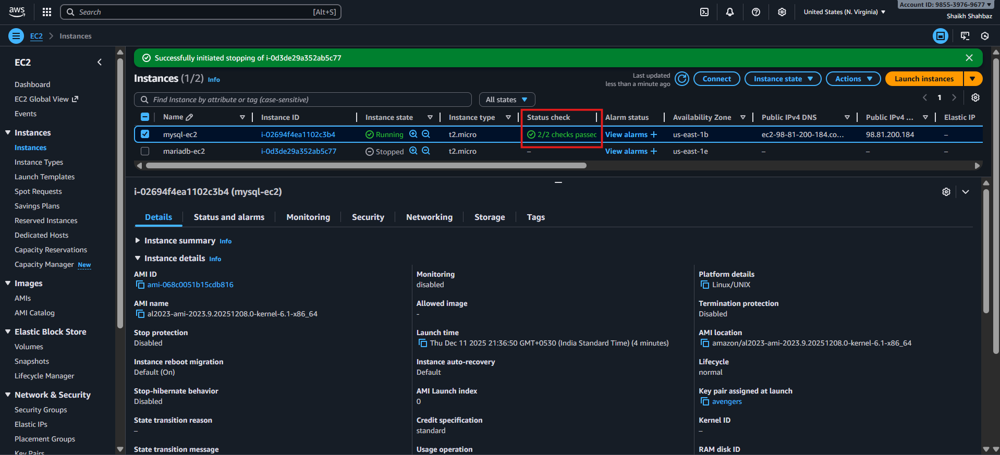 aws
Search [Alt+S]
United States (N. Virginia)
Account ID: 9855-3976-9677
Shaikh Shahbaz
EC2 Instances
EC2
Dashboard
EC2 Global View
Events
Instances
Instances
Instance Types
Launch Templates
Spot Requests
Savings Plans
Reserved Instances
Dedicated Hosts
Capacity Reservations
Capacity Manager New
Images
AMIs
AMI Catalog
Elastic Block Store
Volumes
Snapshots
Lifecycle Manager
Network & Security
Security Groups
Elastic IPs
Placement Groups
Key Pairs
Successfully initiated stopping of i-0d3de29a352ab5c77
Instances (1/2) Info
Last updated
less than a minute ago
Connect
Instance state
Actions
Launch instances
Find Instance by attribute or tag (case-sensitive)
All states
1
Name Instance ID Instance state Instance type Status check Alarm status Availability Zone Public IPv4 DNS Public IPv4 ... Elastic IP
mysql-ec2 i-02694f4ea1102c3b4 Running t2.micro 2/2 checks passed View alarms + us-east-1b ec2-98-81-200-184.co... 98.81.200.184 –
mariadb-ec2 i-0d3de29a352ab5c77 Stopped t2.micro – View alarms + us-east-1e – – –
i-02694f4ea1102c3b4 (mysql-ec2)
Details Status and alarms Monitoring Security Networking Storage Tags
Instance summary Info
Instance details Info
AMI ID
ami-068c0051b15cdb816
Monitoring
disabled
Platform details
Linux/UNIX
AMI name
al2023-ami-2023.9.20251208.0-kernel-6.1-x86_64
Allowed image
-
Termination protection
Disabled
Stop protection
Disabled
Launch time
Thu Dec 11 2025 21:36:50 GMT+0530 (India Standard Time) (4 minutes)
AMI location
amazon/al2023-ami-2023.9.20251208.0-kernel-6.1-x86_64
Instance reboot migration
Default (On)
Instance auto-recovery
Default
Lifecycle
normal
Stop-hibernate behavior
Disabled
AMI Launch index
0
Key pair assigned at launch
avengers
State transition reason
–
Credit specification
standard
Kernel ID
–
State transition message
Usage operation
RAM disk ID